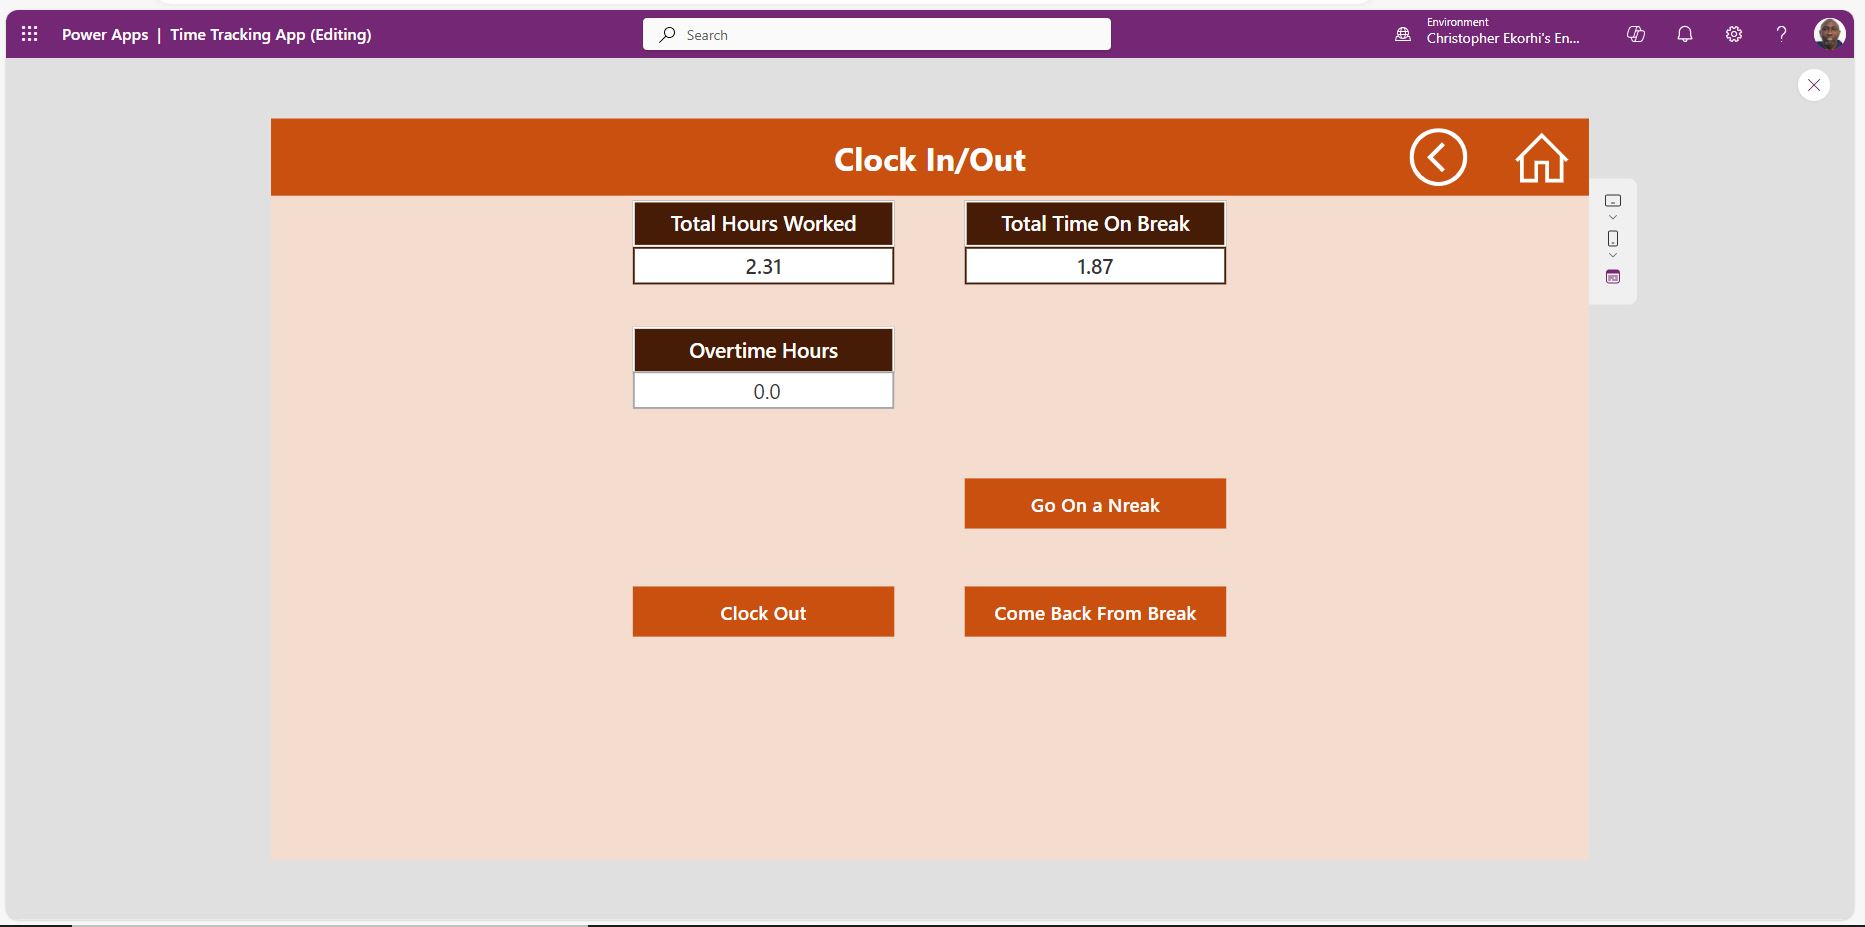 Power Apps | Time Tracking App (Editing)
Search
Environment
Christopher Ekorhi's En...
Clock In/Out
Total Hours Worked
Total Time On Break
2.31
1.87
Overtime Hours
0.0
Go On a Nreak
Clock Out
Come Back From Break